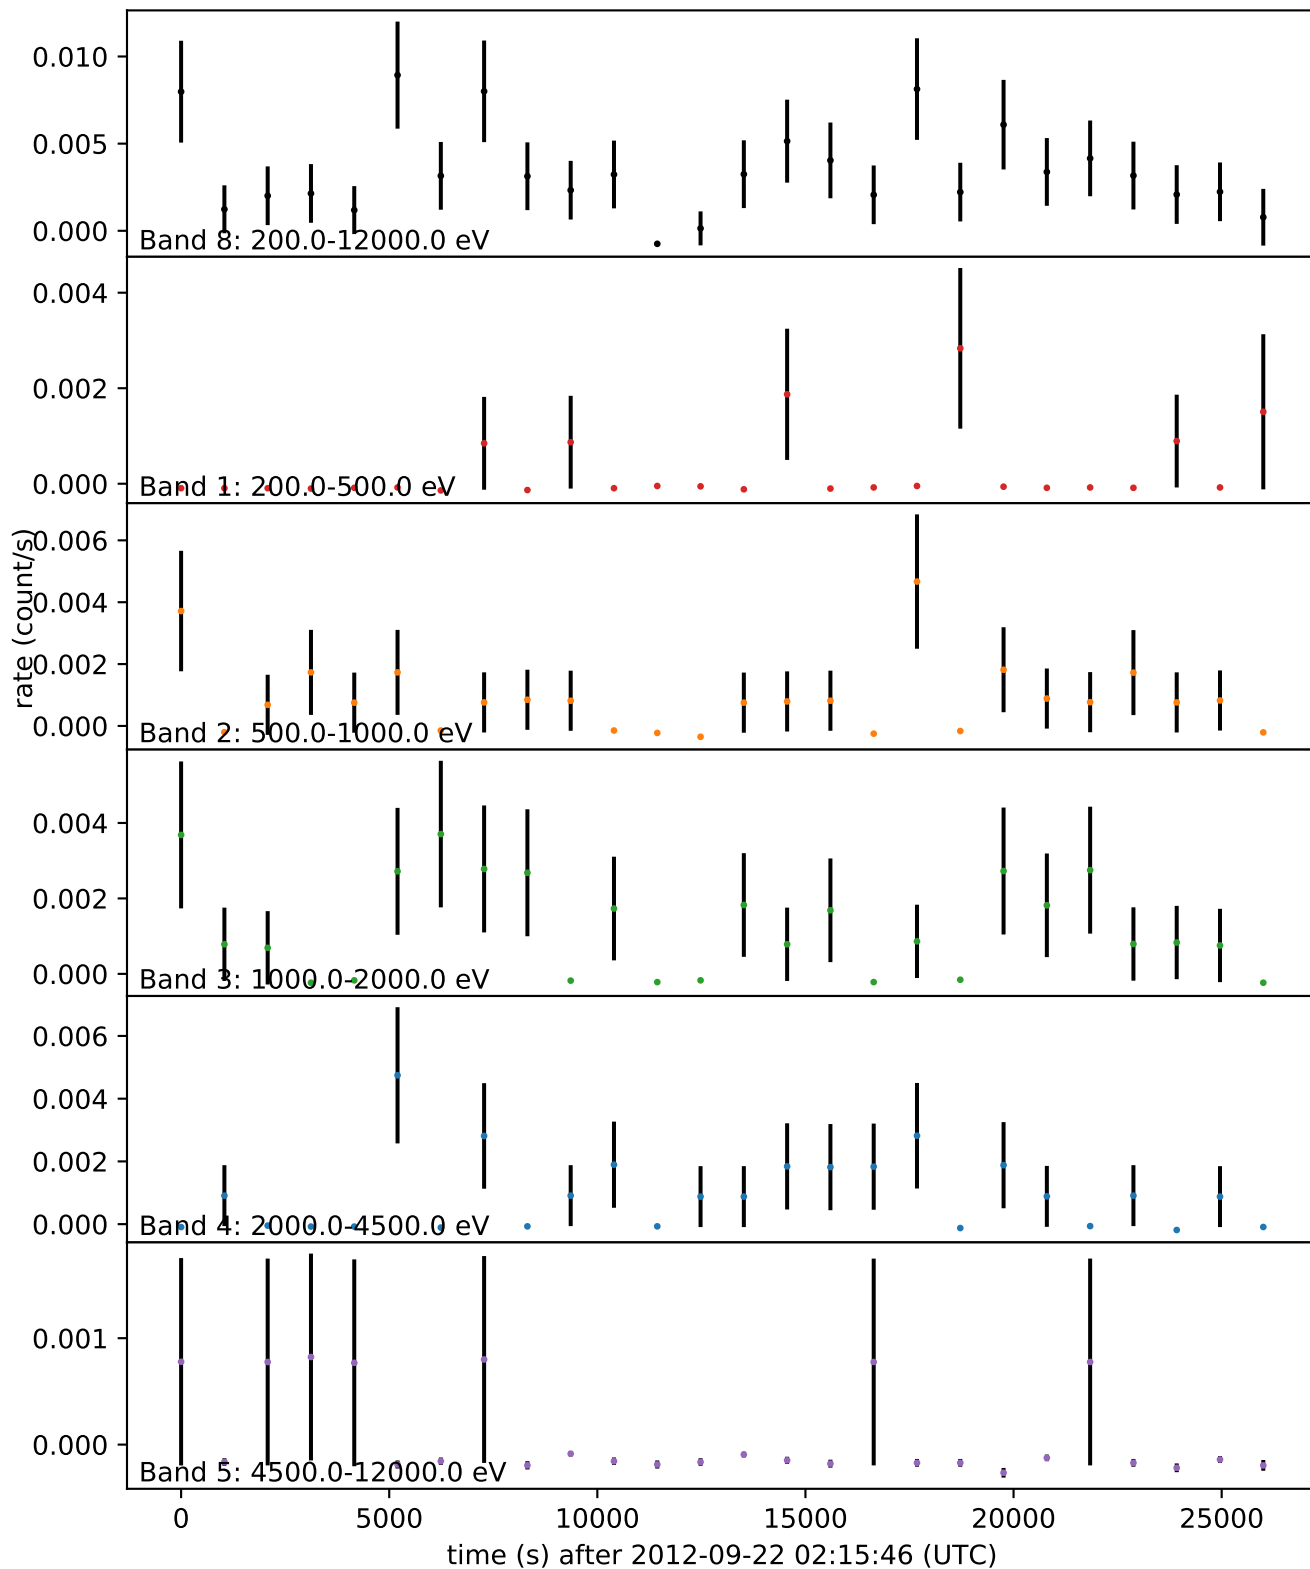 0.010
0.005
0.000
Band 8: 200.0-12000.0 eV
0.004
0.002
0.000
Band 1: 200.0-500.0 eV
rate (count/s)
0.006
0.004
0.002
0.000
Band 2: 500.0-1000.0 eV
0.004
0.002
0.000
Band 3: 1000.0-2000.0 eV
0.006
0.004
0.002
0.000
Band 4: 2000.0-4500.0 eV
0.001
0.000
Band 5: 4500.0-12000.0 eV
0 5000 10000 15000 20000 25000
time (s) after 2012-09-22 02:15:46 (UTC)